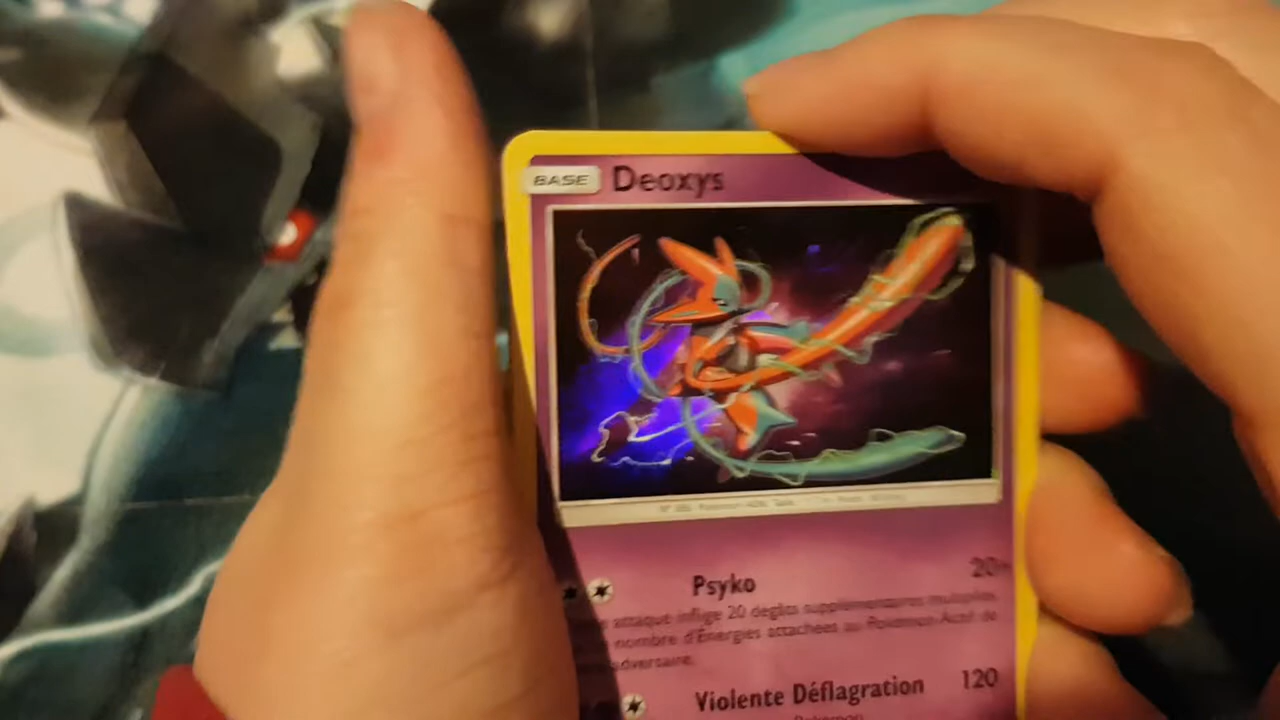 BASE Deoxys
Psyko 20+
attaque inflige 20 dégâts supplémentaires multipliés
nombre d'Énergies attachées au Pokémon Actif de
adversaire.
Violente Déflagration 120
Pokémon